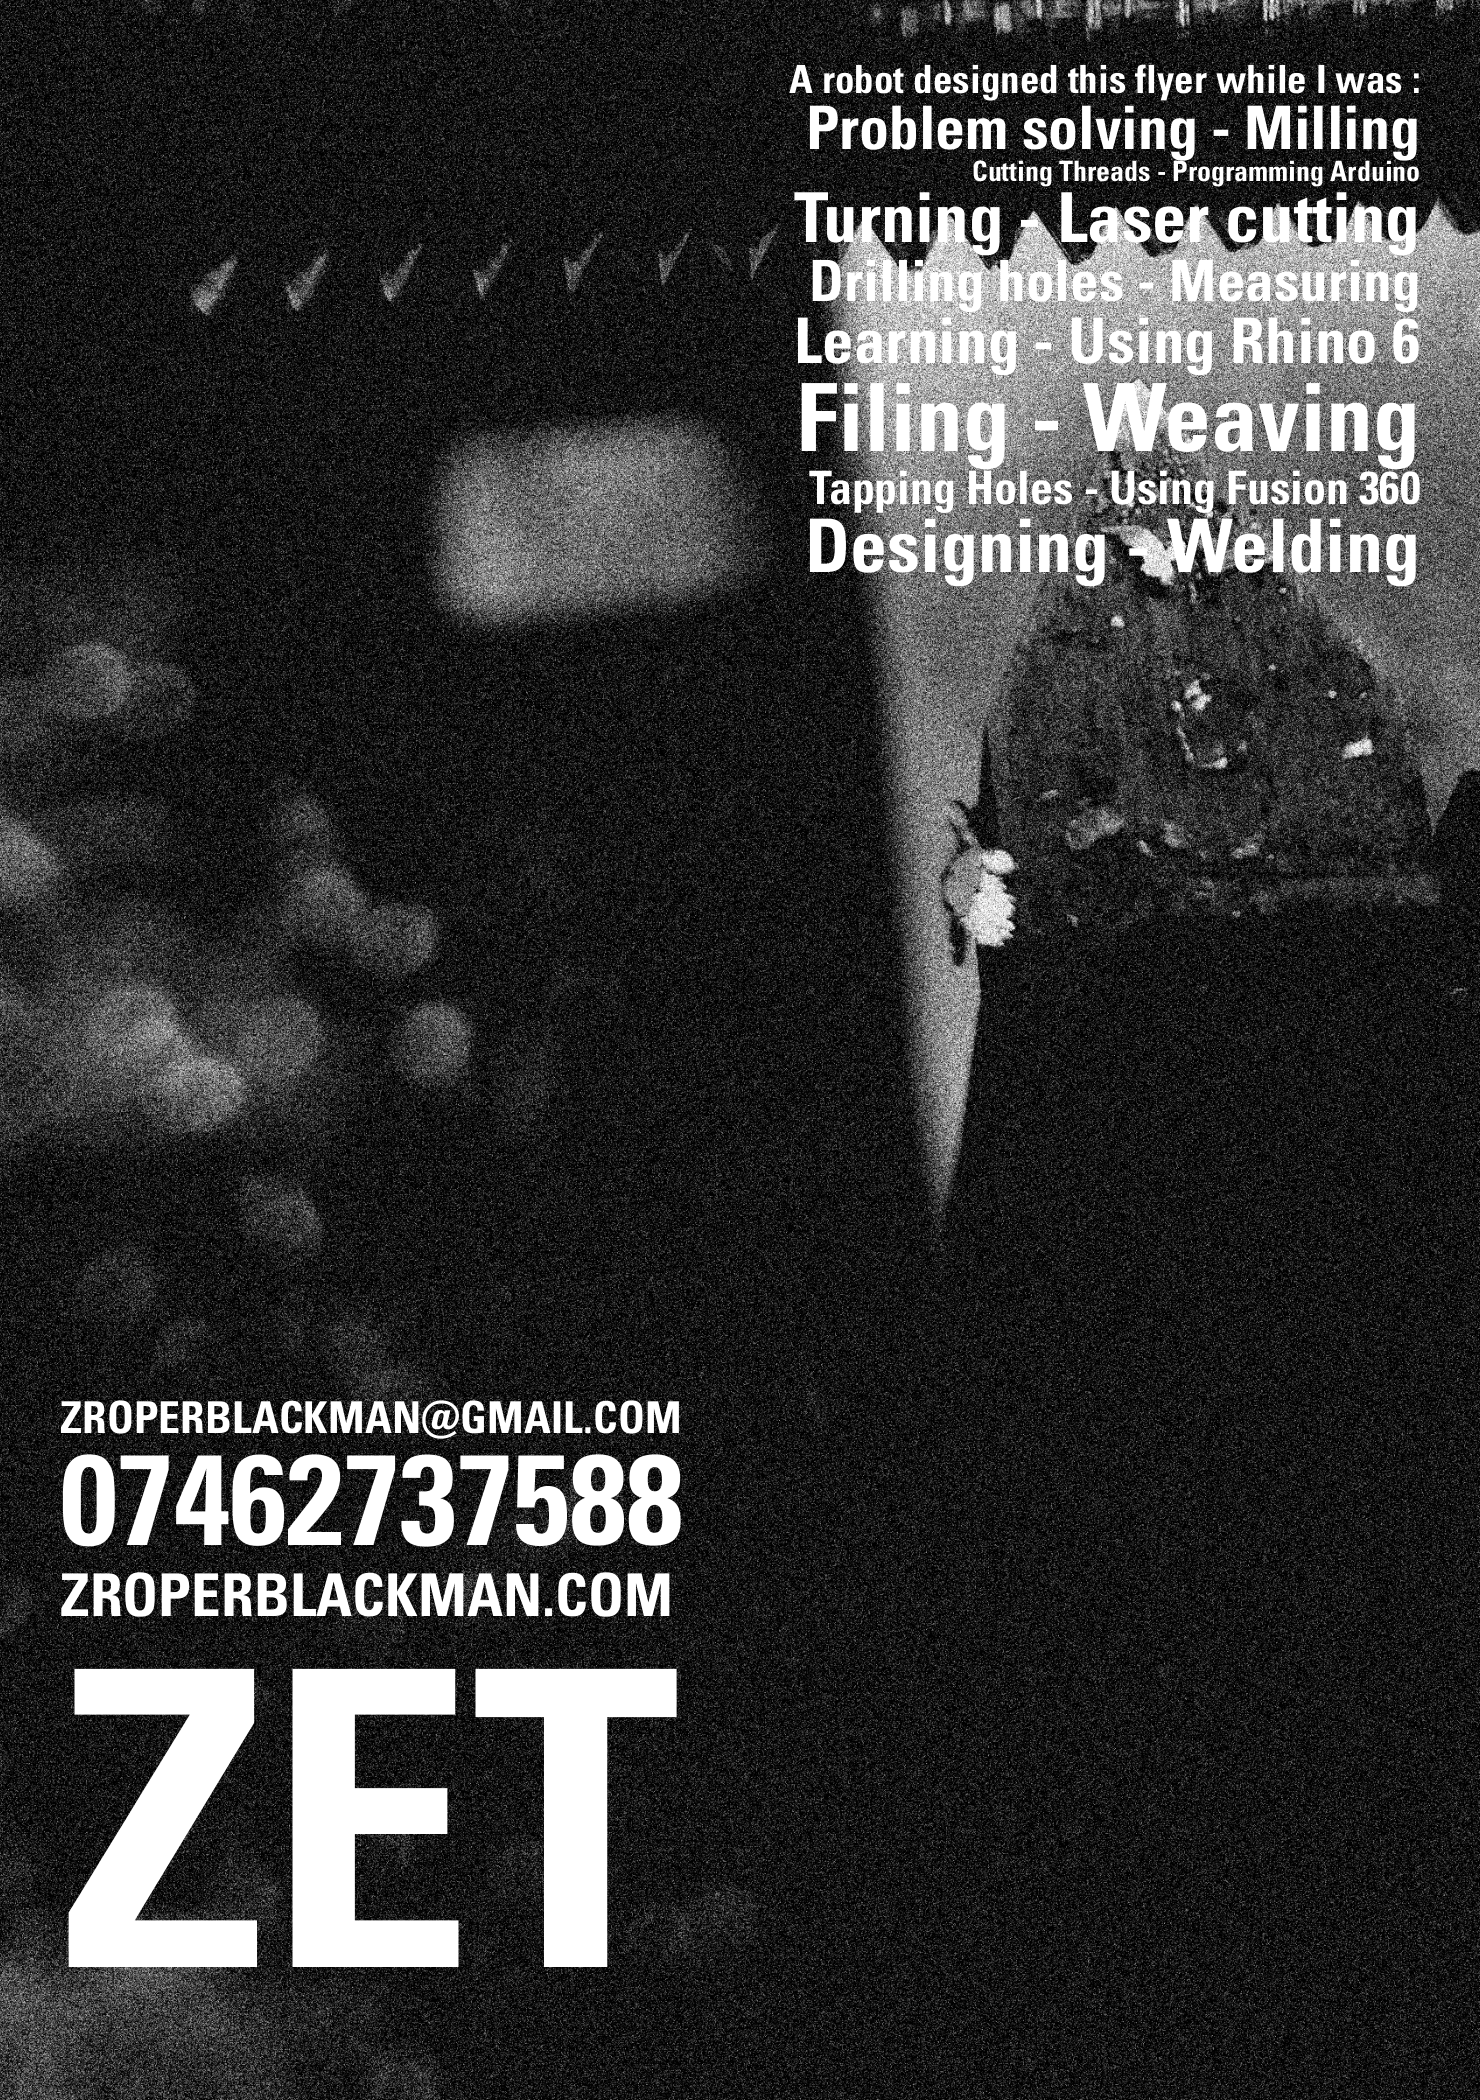 A robot designed this flyer while I was :
Problem solving - Milling
Cutting Threads - Programming Arduino
Turning - Laser cutting
Drilling holes - Measuring
Learning - Using Rhino 6
Filing - Weaving
Tapping Holes - Using Fusion 360
Designing - Welding
ZROPERBLACKMAN@GMAIL.COM
07462737588
ZROPERBLACKMAN.COM
ZET